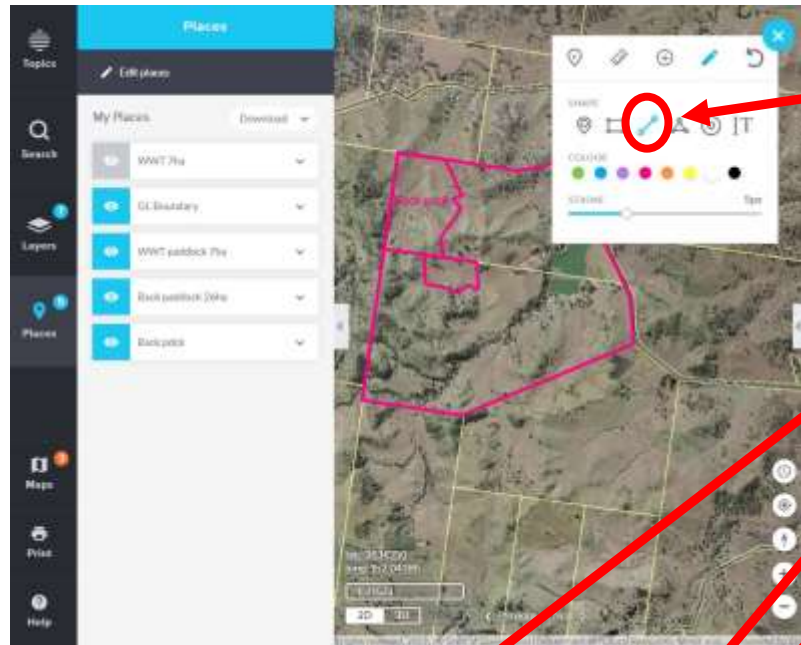 Topics
Search
Layers
Places
Maps
Print
Help
Places
Edit places
My Places
Download
WWT 7ha
GL Boundary
WWT paddock 7ha
Back paddock 26ha
Back paddock
SHAPE
T
COLOUR
STROKE
5px
2D
3D